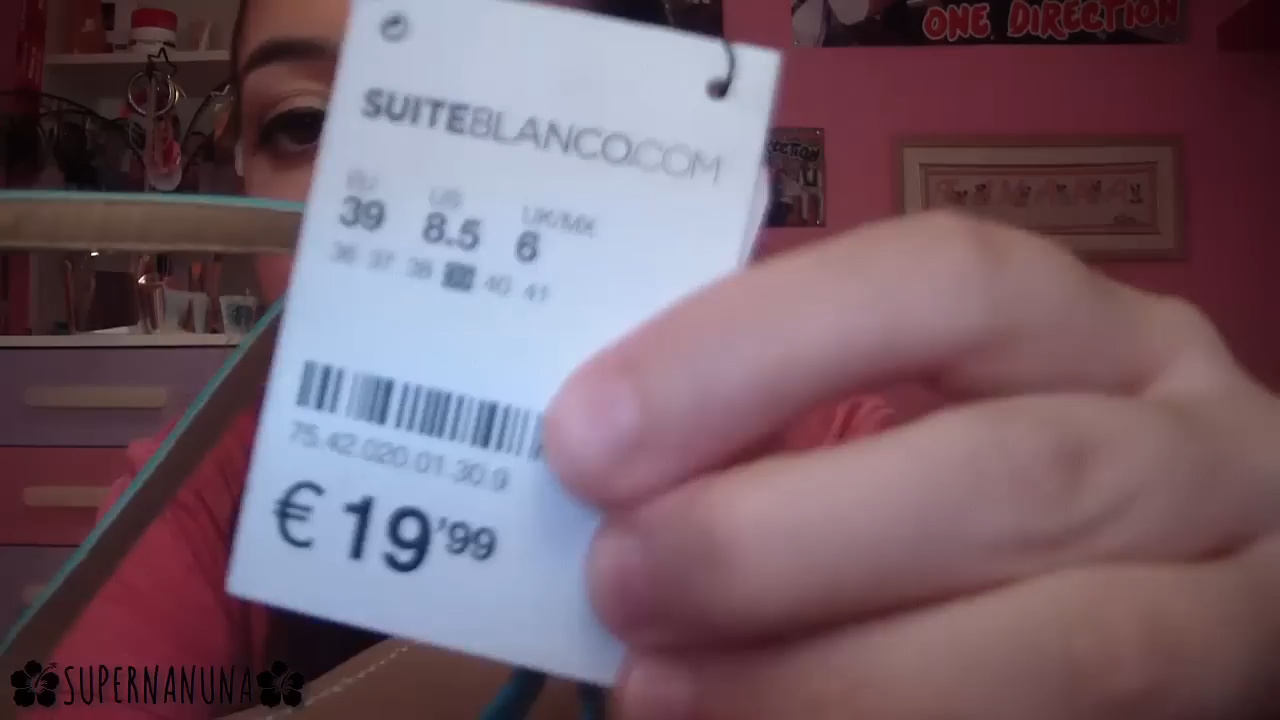 ONE DIRECTION
SUITEBLANCO.COM
EU US UK/MX
39 8.5 6
36 37 38 39 40 41
75.42.020.01.30.9
€ 19'99
SUPERNANUNA